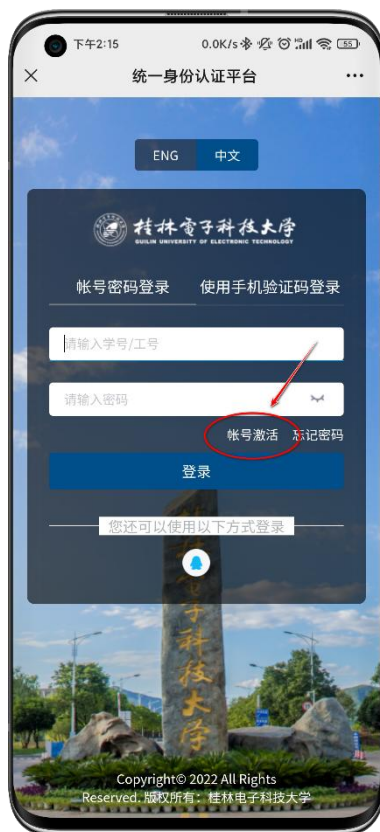 下午2:15
0.0K/s
55
统一身份认证平台
ENG 中文
桂林电子科技大学
GUILIN UNIVERSITY OF ELECTRONIC TECHNOLOGY
帐号密码登录 使用手机验证码登录
请输入学号/工号
请输入密码
帐号激活 忘记密码
登录
您还可以使用以下方式登录
子
科
技
大
学
Copyright© 2022 All Rights
Reserved. 版权所有：桂林电子科技大学